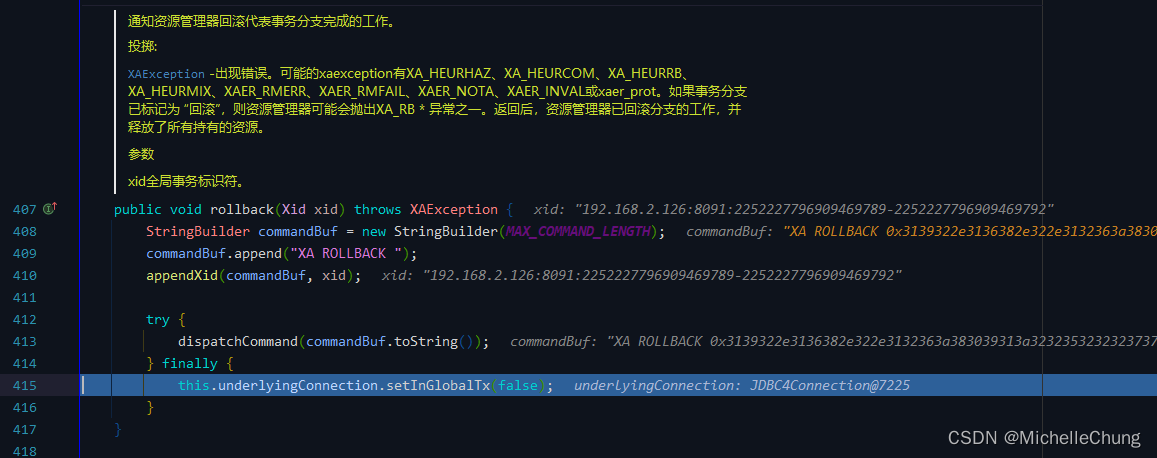 通知资源管理器回滚代表事务分支完成的工作。
投掷:
XAException -出现错误。可能的xaexception有XA_HEURHAZ、XA_HEURCOM、XA_HEURRB、
XA_HEURMIX、XAER_RMERR、XAER_RMFAIL、XAER_NOTA、XAER_INVAL或xaer_prot。如果事务分支
已标记为 “回滚”，则资源管理器可能会抛出XA_RB * 异常之一。返回后，资源管理器已回滚分支的工作，并
释放了所有持有的资源。
参数
xid全局事务标识符。
407 public void rollback(Xid xid) throws XAException { xid: "192.168.2.126:8091:2252227796909469789-2252227796909469792"
408 StringBuilder commandBuf = new StringBuilder(MAX_COMMAND_LENGTH); commandBuf: "XA ROLLBACK 0x3139322e3136382e322e3132363a3830
409 commandBuf.append("XA ROLLBACK ");
410 appendXid(commandBuf, xid); xid: "192.168.2.126:8091:2252227796909469789-2252227796909469792"
411
412 try {
413 dispatchCommand(commandBuf.toString()); commandBuf: "XA ROLLBACK 0x3139322e3136382e322e3132363a383039313a3232353232323737
414 } finally {
415 this.underlyingConnection.setInGlobalTx(false); underlyingConnection: JDBC4Connection@7225
416 }
417 }
418
CSDN @MichelleChung